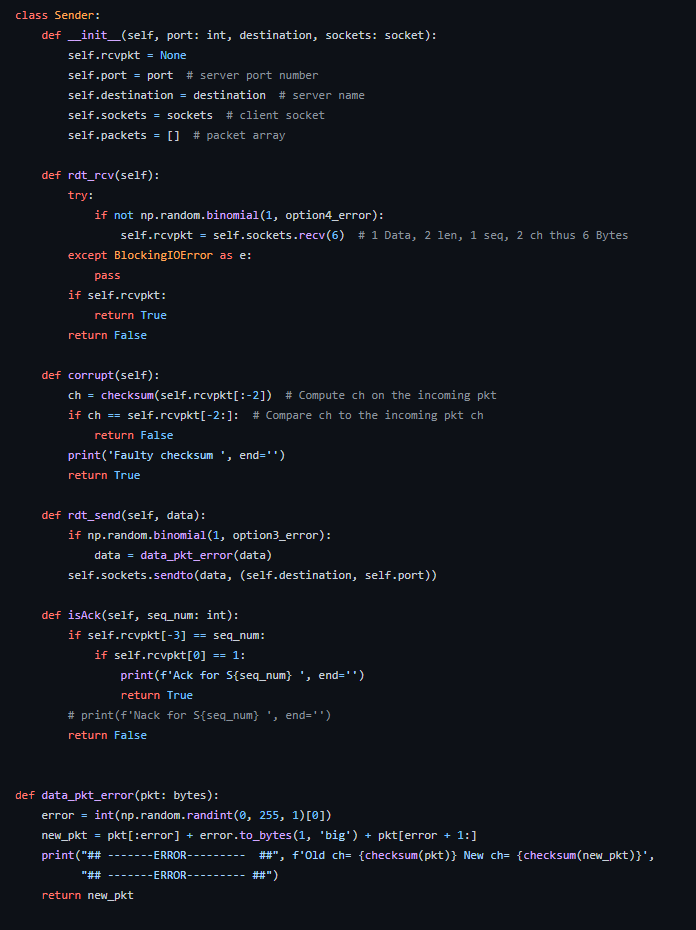 class Sender:
    def __init__(self, port: int, destination, sockets: socket):
        self.rcvpkt = None
        self.port = port  # server port number
        self.destination = destination  # server name
        self.sockets = sockets  # client socket
        self.packets = []  # packet array

    def rdt_rcv(self):
        try:
            if not np.random.binomial(1, option4_error):
                self.rcvpkt = self.sockets.recv(6)  # 1 Data, 2 len, 1 seq, 2 ch thus 6 Bytes
        except BlockingIOError as e:
            pass
        if self.rcvpkt:
            return True
        return False

    def corrupt(self):
        ch = checksum(self.rcvpkt[:-2])  # Compute ch on the incoming pkt
        if ch == self.rcvpkt[-2:]:  # Compare ch to the incoming pkt ch
            return False
        print('Faulty checksum ', end='')
        return True

    def rdt_send(self, data):
        if np.random.binomial(1, option3_error):
            data = data_pkt_error(data)
        self.sockets.sendto(data, (self.destination, self.port))

    def isAck(self, seq_num: int):
        if self.rcvpkt[-3] == seq_num:
            if self.rcvpkt[0] == 1:
                print(f'Ack for S{seq_num} ', end='')
                return True
        # print(f'Nack for S{seq_num} ', end='')
        return False


def data_pkt_error(pkt: bytes):
    error = int(np.random.randint(0, 255, 1)[0])
    new_pkt = pkt[:error] + error.to_bytes(1, 'big') + pkt[error + 1:]
    print("## -------ERROR---------  ##", f'Old ch= {checksum(pkt)} New ch= {checksum(new_pkt)}',
          "## -------ERROR--------- ##")
    return new_pkt